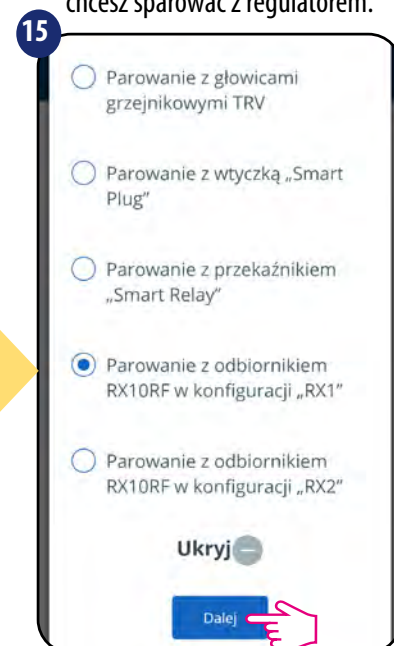 chcesz sparować z regulatorem.
15
Parowanie z głowicami
grzejnikowymi TRV
Parowanie z wtyczką „Smart
Plug”
Parowanie z przekaźnikiem
„Smart Relay”
Parowanie z odbiornikiem
RX10RF w konfiguracji „RX1”
Parowanie z odbiornikiem
RX10RF w konfiguracji „RX2”
Ukryj
Dalej